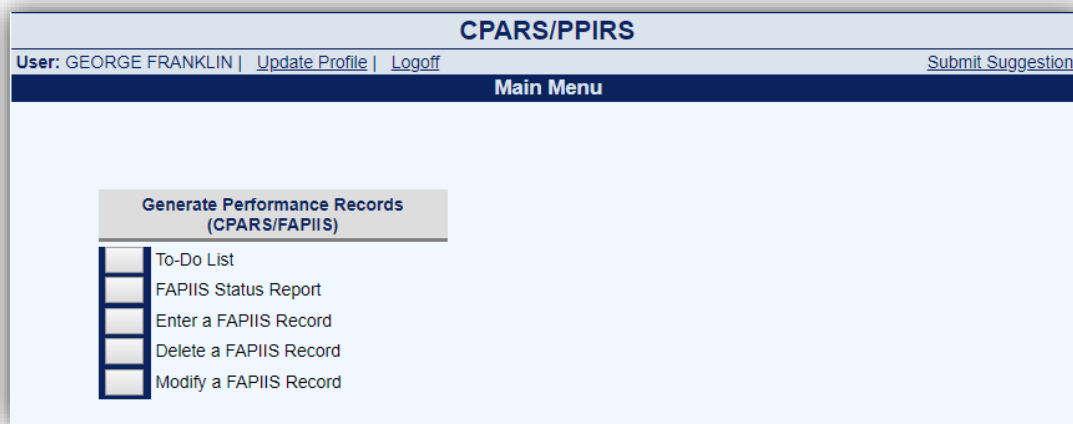 CPARS/PPIRS
User: GEORGE FRANKLIN | Update Profile | Logoff Submit Suggestion
Main Menu
Generate Performance Records
(CPARS/FAPIIS)
To-Do List
FAPIIS Status Report
Enter a FAPIIS Record
Delete a FAPIIS Record
Modify a FAPIIS Record